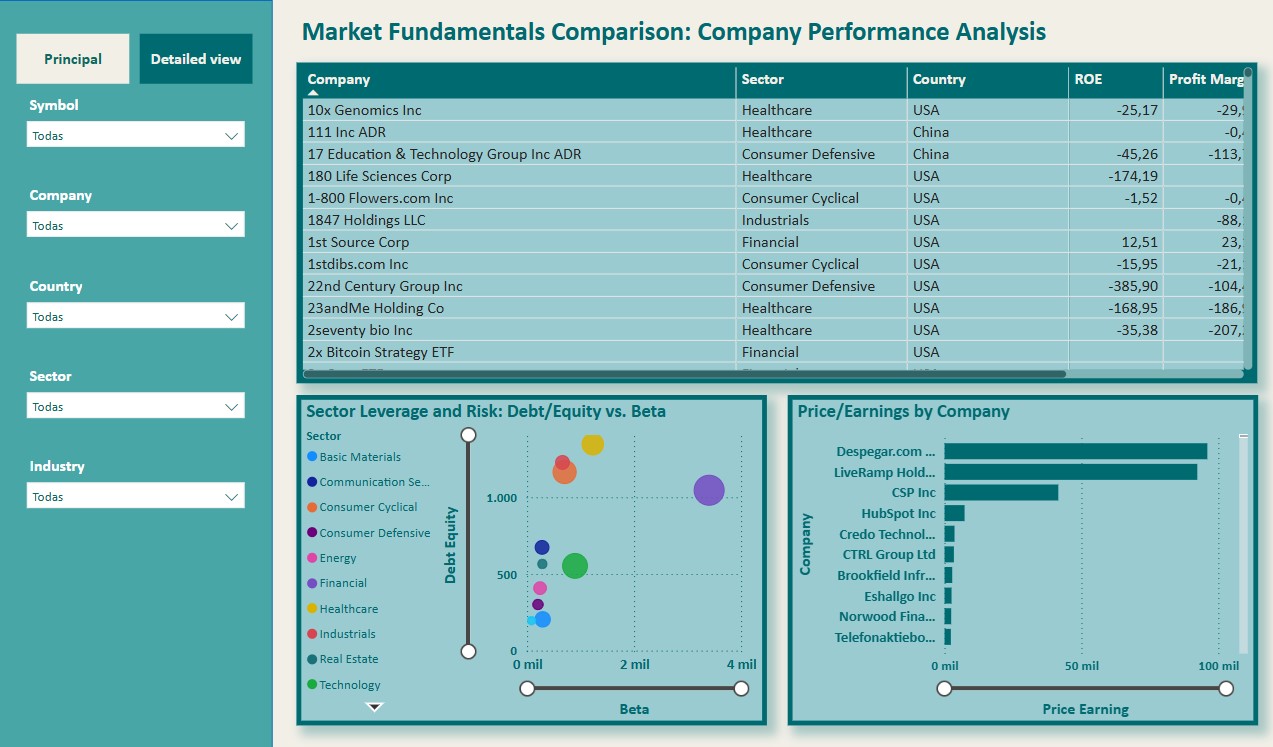 Market Fundamentals Comparison: Company Performance Analysis
Principal
Detailed view
Symbol
Todas
Company
Todas
Country
Todas
Sector
Todas
Industry
Todas
Company Sector Country ROE Profit Marg
10x Genomics Inc Healthcare USA -25,17 -29,
111 Inc ADR Healthcare China -0,
17 Education & Technology Group Inc ADR Consumer Defensive China -45,26 -113,
180 Life Sciences Corp Healthcare USA -174,19
1-800 Flowers.com Inc Consumer Cyclical USA -1,52 -0,
1847 Holdings LLC Industrials USA -88,
1st Source Corp Financial USA 12,51 23,
1stdibs.com Inc Consumer Cyclical USA -15,95 -21,
22nd Century Group Inc Consumer Defensive USA -385,90 -104,
23andMe Holding Co Healthcare USA -168,95 -186,
2seventy bio Inc Healthcare USA -35,38 -207,
2x Bitcoin Strategy ETF Financial USA
Sector Leverage and Risk: Debt/Equity vs. Beta
Sector
Basic Materials
Communication Se...
Consumer Cyclical
Consumer Defensive
Energy
Financial
Healthcare
Industrials
Real Estate
Technology
Debt Equity
1.000
500
0
0 mil 2 mil 4 mil
Beta
Price/Earnings by Company
Company
Despegar.com ...
LiveRamp Hold...
CSP Inc
HubSpot Inc
Credo Technol...
CTRL Group Ltd
Brookfield Infr...
Eshallgo Inc
Norwood Fina...
Telefonaktiebo...
0 mil 50 mil 100 mil
Price Earning